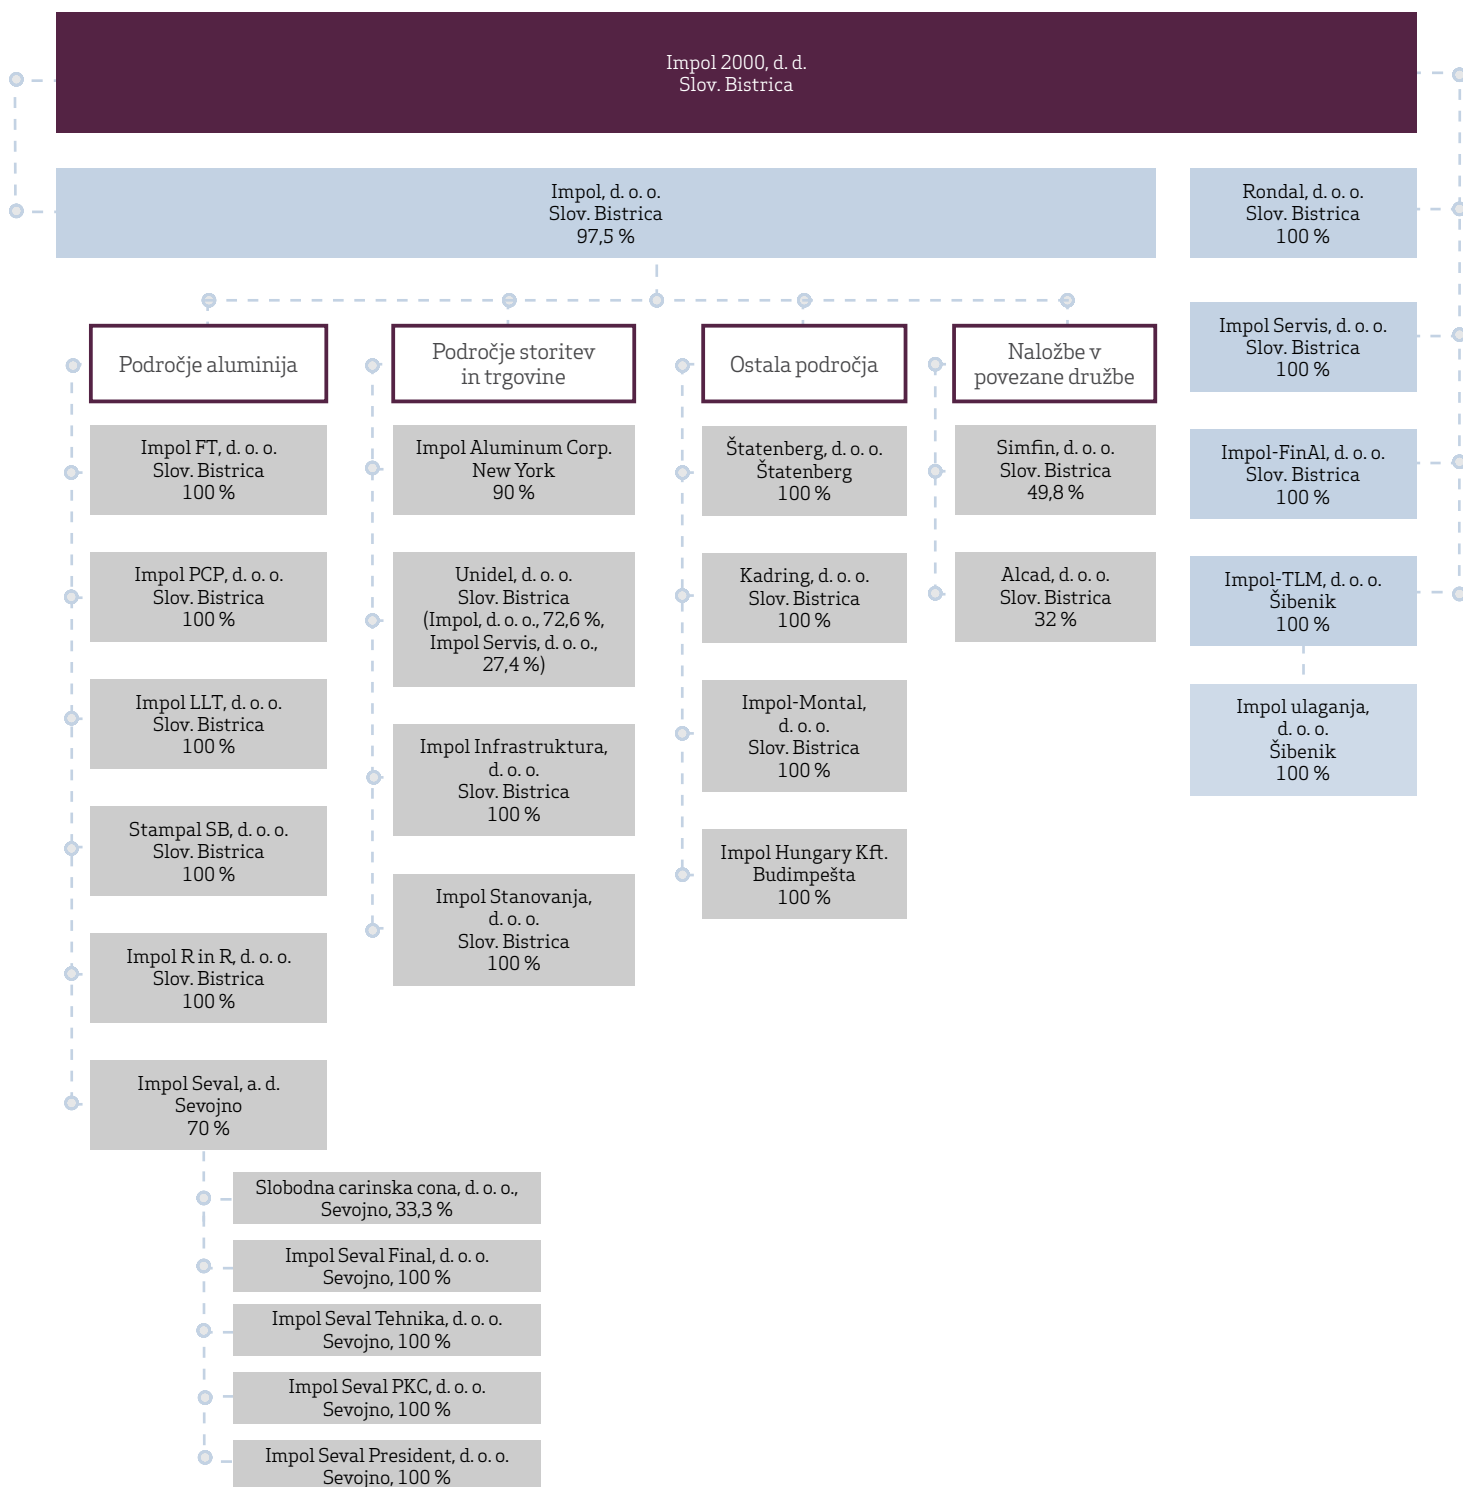 Impol 2000, d. d.
Slov. Bistrica
Impol, d. o. o.
Slov. Bistrica
97,5 %
Rondal, d. o. o.
Slov. Bistrica
100 %
Impol Servis, d. o. o.
Slov. Bistrica
100 %
Impol-FinAl, d. o. o.
Slov. Bistrica
100 %
Impol-TLM, d. o. o.
Šibenik
100 %
Impol ulaganja,
d. o. o.
Šibenik
100 %
Področje aluminija
Impol FT, d. o. o.
Slov. Bistrica
100 %
Impol PCP, d. o. o.
Slov. Bistrica
100 %
Impol LLT, d. o. o.
Slov. Bistrica
100 %
Stampal SB, d. o. o.
Slov. Bistrica
100 %
Impol R in R, d. o. o.
Slov. Bistrica
100 %
Impol Seval, a. d.
Sevojno
70 %
Slobodna carinska cona, d. o. o.,
Sevojno, 33,3 %
Impol Seval Final, d. o. o.
Sevojno, 100 %
Impol Seval Tehnika, d. o. o.
Sevojno, 100 %
Impol Seval PKC, d. o. o.
Sevojno, 100 %
Impol Seval President, d. o. o.
Sevojno, 100 %
Področje storitev
in trgovine
Impol Aluminum Corp.
New York
90 %
Unidel, d. o. o.
Slov. Bistrica
(Impol, d. o. o., 72,6 %,
Impol Servis, d. o. o.,
27,4 %)
Impol Infrastruktura,
d. o. o.
Slov. Bistrica
100 %
Impol Stanovanja,
d. o. o.
Slov. Bistrica
100 %
Ostala področja
Štatenberg, d. o. o.
Štatenberg
100 %
Kadring, d. o. o.
Slov. Bistrica
100 %
Impol-Montal,
d. o. o.
Slov. Bistrica
100 %
Impol Hungary Kft.
Budimpešta
100 %
Naložbe v
povezane družbe
Simfin, d. o. o.
Slov. Bistrica
49,8 %
Alcad, d. o. o.
Slov. Bistrica
32 %